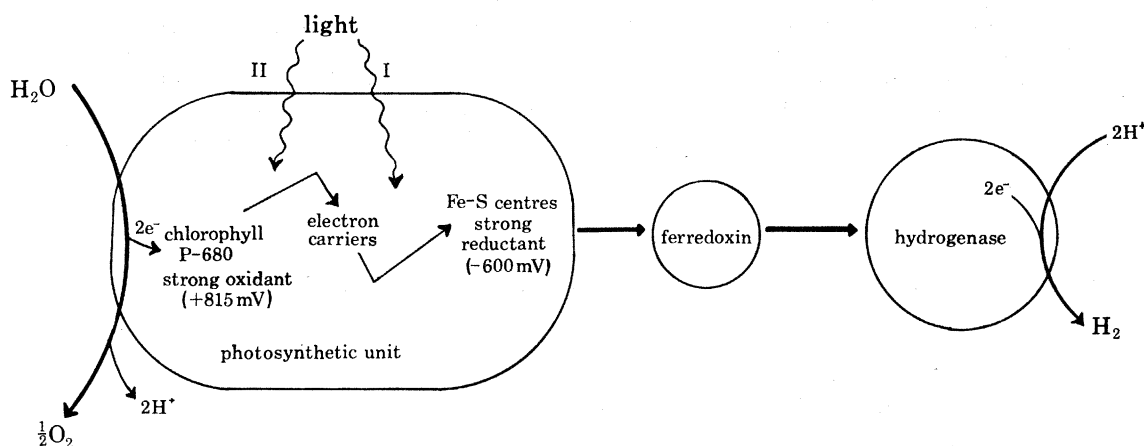 light
II
I
H₂O
2H⁺
2e⁻
chlorophyll
P-680
strong oxidant
(+815 mV)
electron
carriers
Fe-S centres
strong
reductant
(−600 mV)
ferredoxin
hydrogenase
2e⁻
H₂
photosynthetic unit
2H⁺
½O₂